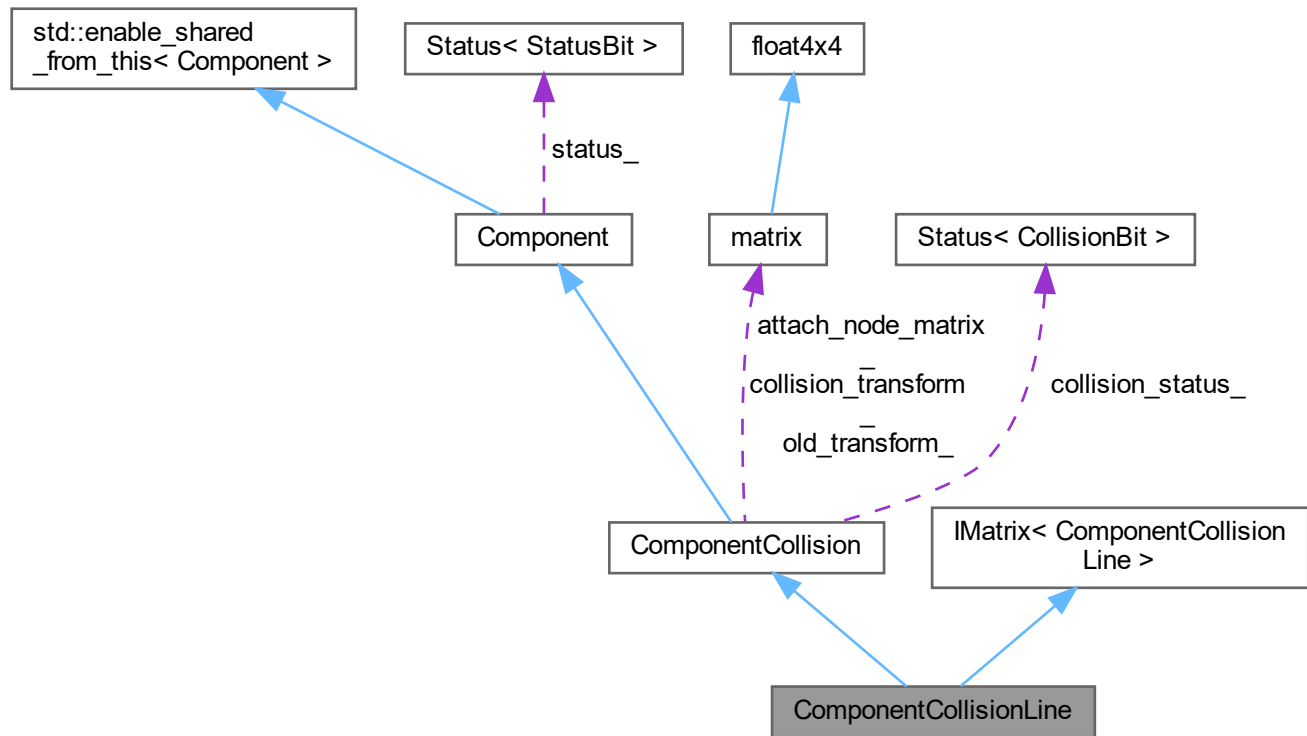 std::enable_shared
_from_this< Component >
Status< StatusBit >
float4x4
status_
Component
matrix
Status< CollisionBit >
attach_node_matrix
_
collision_transform
_
old_transform_
collision_status_
ComponentCollision
IMatrix< ComponentCollision
Line >
ComponentCollisionLine